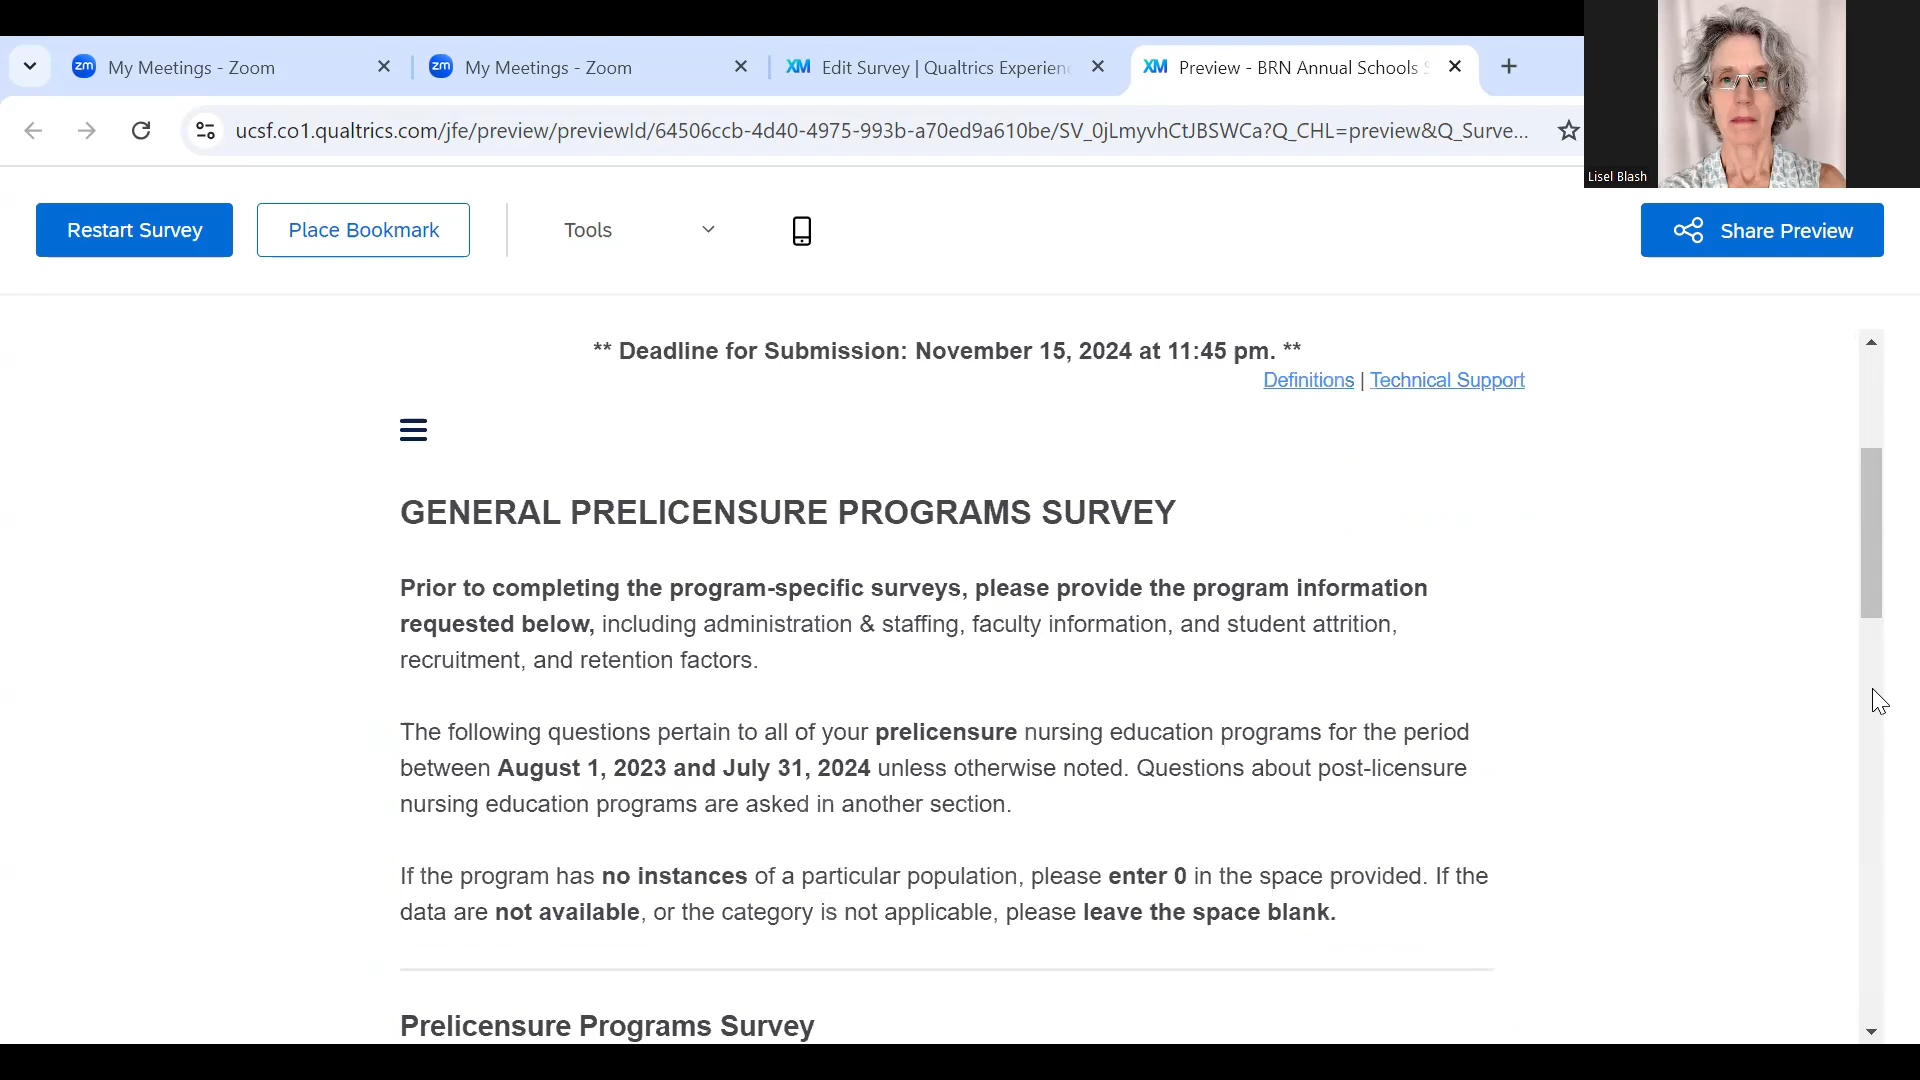 zm My Meetings - Zoom
zm My Meetings - Zoom
XM Edit Survey | Qualtrics Experienc
XM Preview - BRN Annual Schools
ucsf.co1.qualtrics.com/jfe/preview/previewId/64506ccb-4d40-4975-993b-a70ed9a610be/SV_0jLmyvhCtJBSWCa?Q_CHL=preview&Q_Surve...
Lisel Blash
Restart Survey
Place Bookmark
Tools
Share Preview
** Deadline for Submission: November 15, 2024 at 11:45 pm. **
Definitions | Technical Support
GENERAL PRELICENSURE PROGRAMS SURVEY
Prior to completing the program-specific surveys, please provide the program information
requested below, including administration & staffing, faculty information, and student attrition,
recruitment, and retention factors.
The following questions pertain to all of your prelicensure nursing education programs for the period
between August 1, 2023 and July 31, 2024 unless otherwise noted. Questions about post-licensure
nursing education programs are asked in another section.
If the program has no instances of a particular population, please enter 0 in the space provided. If the
data are not available, or the category is not applicable, please leave the space blank.
Prelicensure Programs Survey